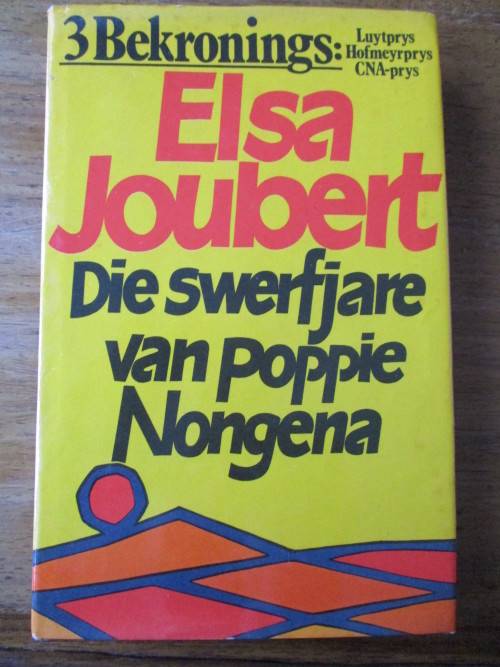 3 Bekronings:
Luytprys
Hofmeyrprys
CNA-prys
Elsa
Joubert
Die swerfjare
van poppie
Nongena